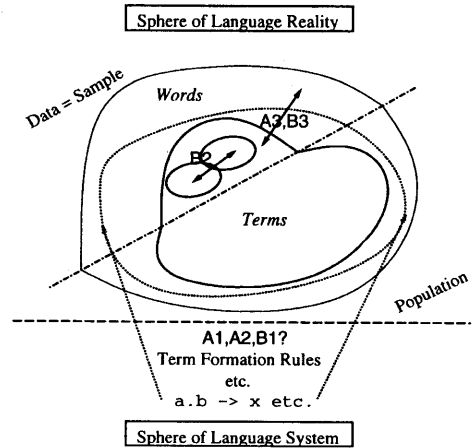 Sphere of Language Reality
Data = Sample
Words
A3,B3
B2
Terms
Population
A1,A2,B1?
Term Formation Rules
etc.
a.b -> x etc.
Sphere of Language System